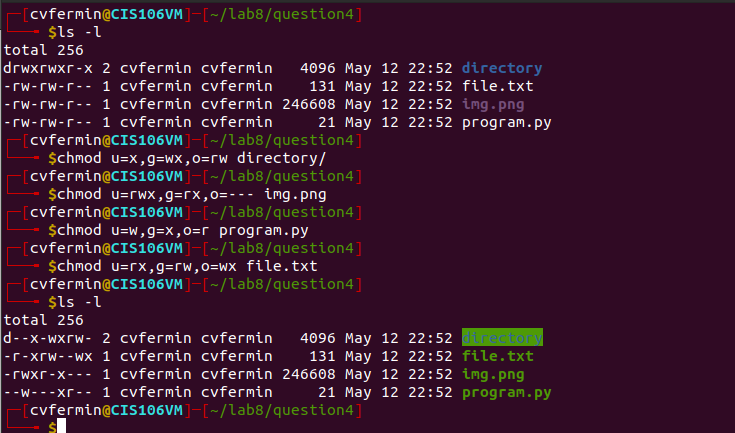 ┌─[cvfermin@CIS106VM]─[~/lab8/question4]
└──╼ $ls -l
total 256
drwxrwxr-x 2 cvfermin cvfermin   4096 May 12 22:52 directory
-rw-rw-r-- 1 cvfermin cvfermin    131 May 12 22:52 file.txt
-rw-rw-r-- 1 cvfermin cvfermin 246608 May 12 22:52 img.png
-rw-rw-r-- 1 cvfermin cvfermin     21 May 12 22:52 program.py
┌─[cvfermin@CIS106VM]─[~/lab8/question4]
└──╼ $chmod u=x,g=wx,o=rw directory/
┌─[cvfermin@CIS106VM]─[~/lab8/question4]
└──╼ $chmod u=rwx,g=rx,o=--- img.png
┌─[cvfermin@CIS106VM]─[~/lab8/question4]
└──╼ $chmod u=w,g=x,o=r program.py
┌─[cvfermin@CIS106VM]─[~/lab8/question4]
└──╼ $chmod u=rx,g=rw,o=wx file.txt
┌─[cvfermin@CIS106VM]─[~/lab8/question4]
└──╼ $ls -l
total 256
d--x-wxrw- 2 cvfermin cvfermin   4096 May 12 22:52 directory
-r-xrw--wx 1 cvfermin cvfermin    131 May 12 22:52 file.txt
-rwxr-x--- 1 cvfermin cvfermin 246608 May 12 22:52 img.png
--w---xr-- 1 cvfermin cvfermin     21 May 12 22:52 program.py
┌─[cvfermin@CIS106VM]─[~/lab8/question4]
└──╼ $